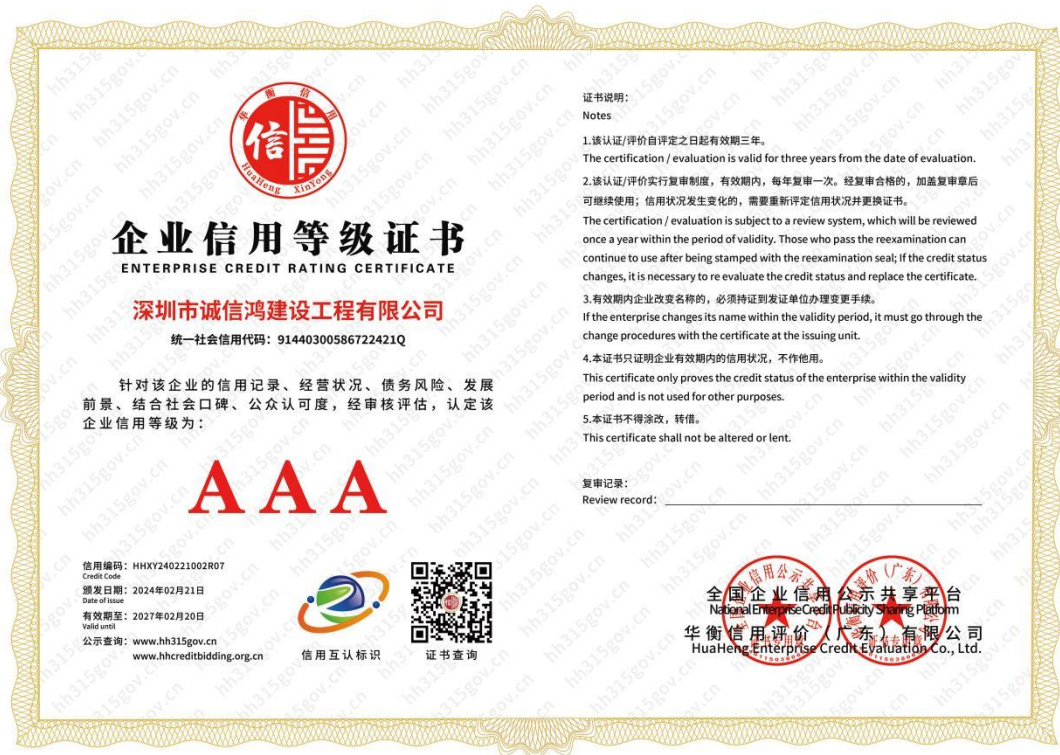 华衡信用
信
HuaHeng XinYong
企业信用等级证书
ENTERPRISE CREDIT RATING CERTIFICATE
深圳市诚信鸿建设工程有限公司
统一社会信用代码：91440300586722421Q
针对该企业的信用记录、经营状况、债务风险、发展
前景、结合社会口碑、公众认可度，经审核评估，认定该
企业信用等级为：
AAA
信用编码：HHXY240221002R07
Credit Code
颁发日期：2024年02月21日
Date of issue
有效期至：2027年02月20日
Valid until
公示查询：www.hh315gov.cn
www.hhcreditbidding.org.cn
信用互认标识
证书查询
证书说明：
Notes
1.该认证/评价自评定之日起有效期三年。
The certification / evaluation is valid for three years from the date of evaluation.
2.该认证/评价实行复审制度，有效期内，每年复审一次。经复审合格的，加盖复审章后
可继续使用；信用状况发生变化的，需要重新评定信用状况并更换证书。
The certification / evaluation is subject to a review system, which will be reviewed
once a year within the period of validity. Those who pass the reexamination can
continue to use after being stamped with the reexamination seal; If the credit status
changes, it is necessary to re evaluate the credit status and replace the certificate.
3.有效期内企业改变名称的，必须持证到发证单位办理变更手续。
If the enterprise changes its name within the validity period, it must go through the
change procedures with the certificate at the issuing unit.
4.本证书只证明企业有效期内的信用状况，不作他用。
This certificate only proves the credit status of the enterprise within the validity
period and is not used for other purposes.
5.本证书不得涂改，转借。
This certificate shall not be altered or lent.
复审记录：
Review record:
全国企业信用公示共享平台
National Enterprise Credit Publicity Sharing Platform
华衡信用评价（广东）有限公司
HuaHeng Enterprise Credit Evaluation Co., Ltd.
hh315gov.cn